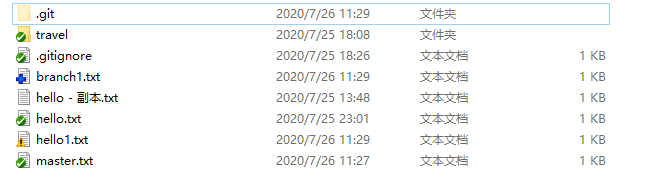 .git 2020/7/26 11:29 文件夹
travel 2020/7/25 18:08 文件夹
.gitignore 2020/7/25 18:26 文本文档 1 KB
branch1.txt 2020/7/26 11:29 文本文档 1 KB
hello - 副本.txt 2020/7/25 13:48 文本文档 1 KB
hello.txt 2020/7/25 23:01 文本文档 1 KB
hello1.txt 2020/7/26 11:29 文本文档 1 KB
master.txt 2020/7/26 11:27 文本文档 1 KB